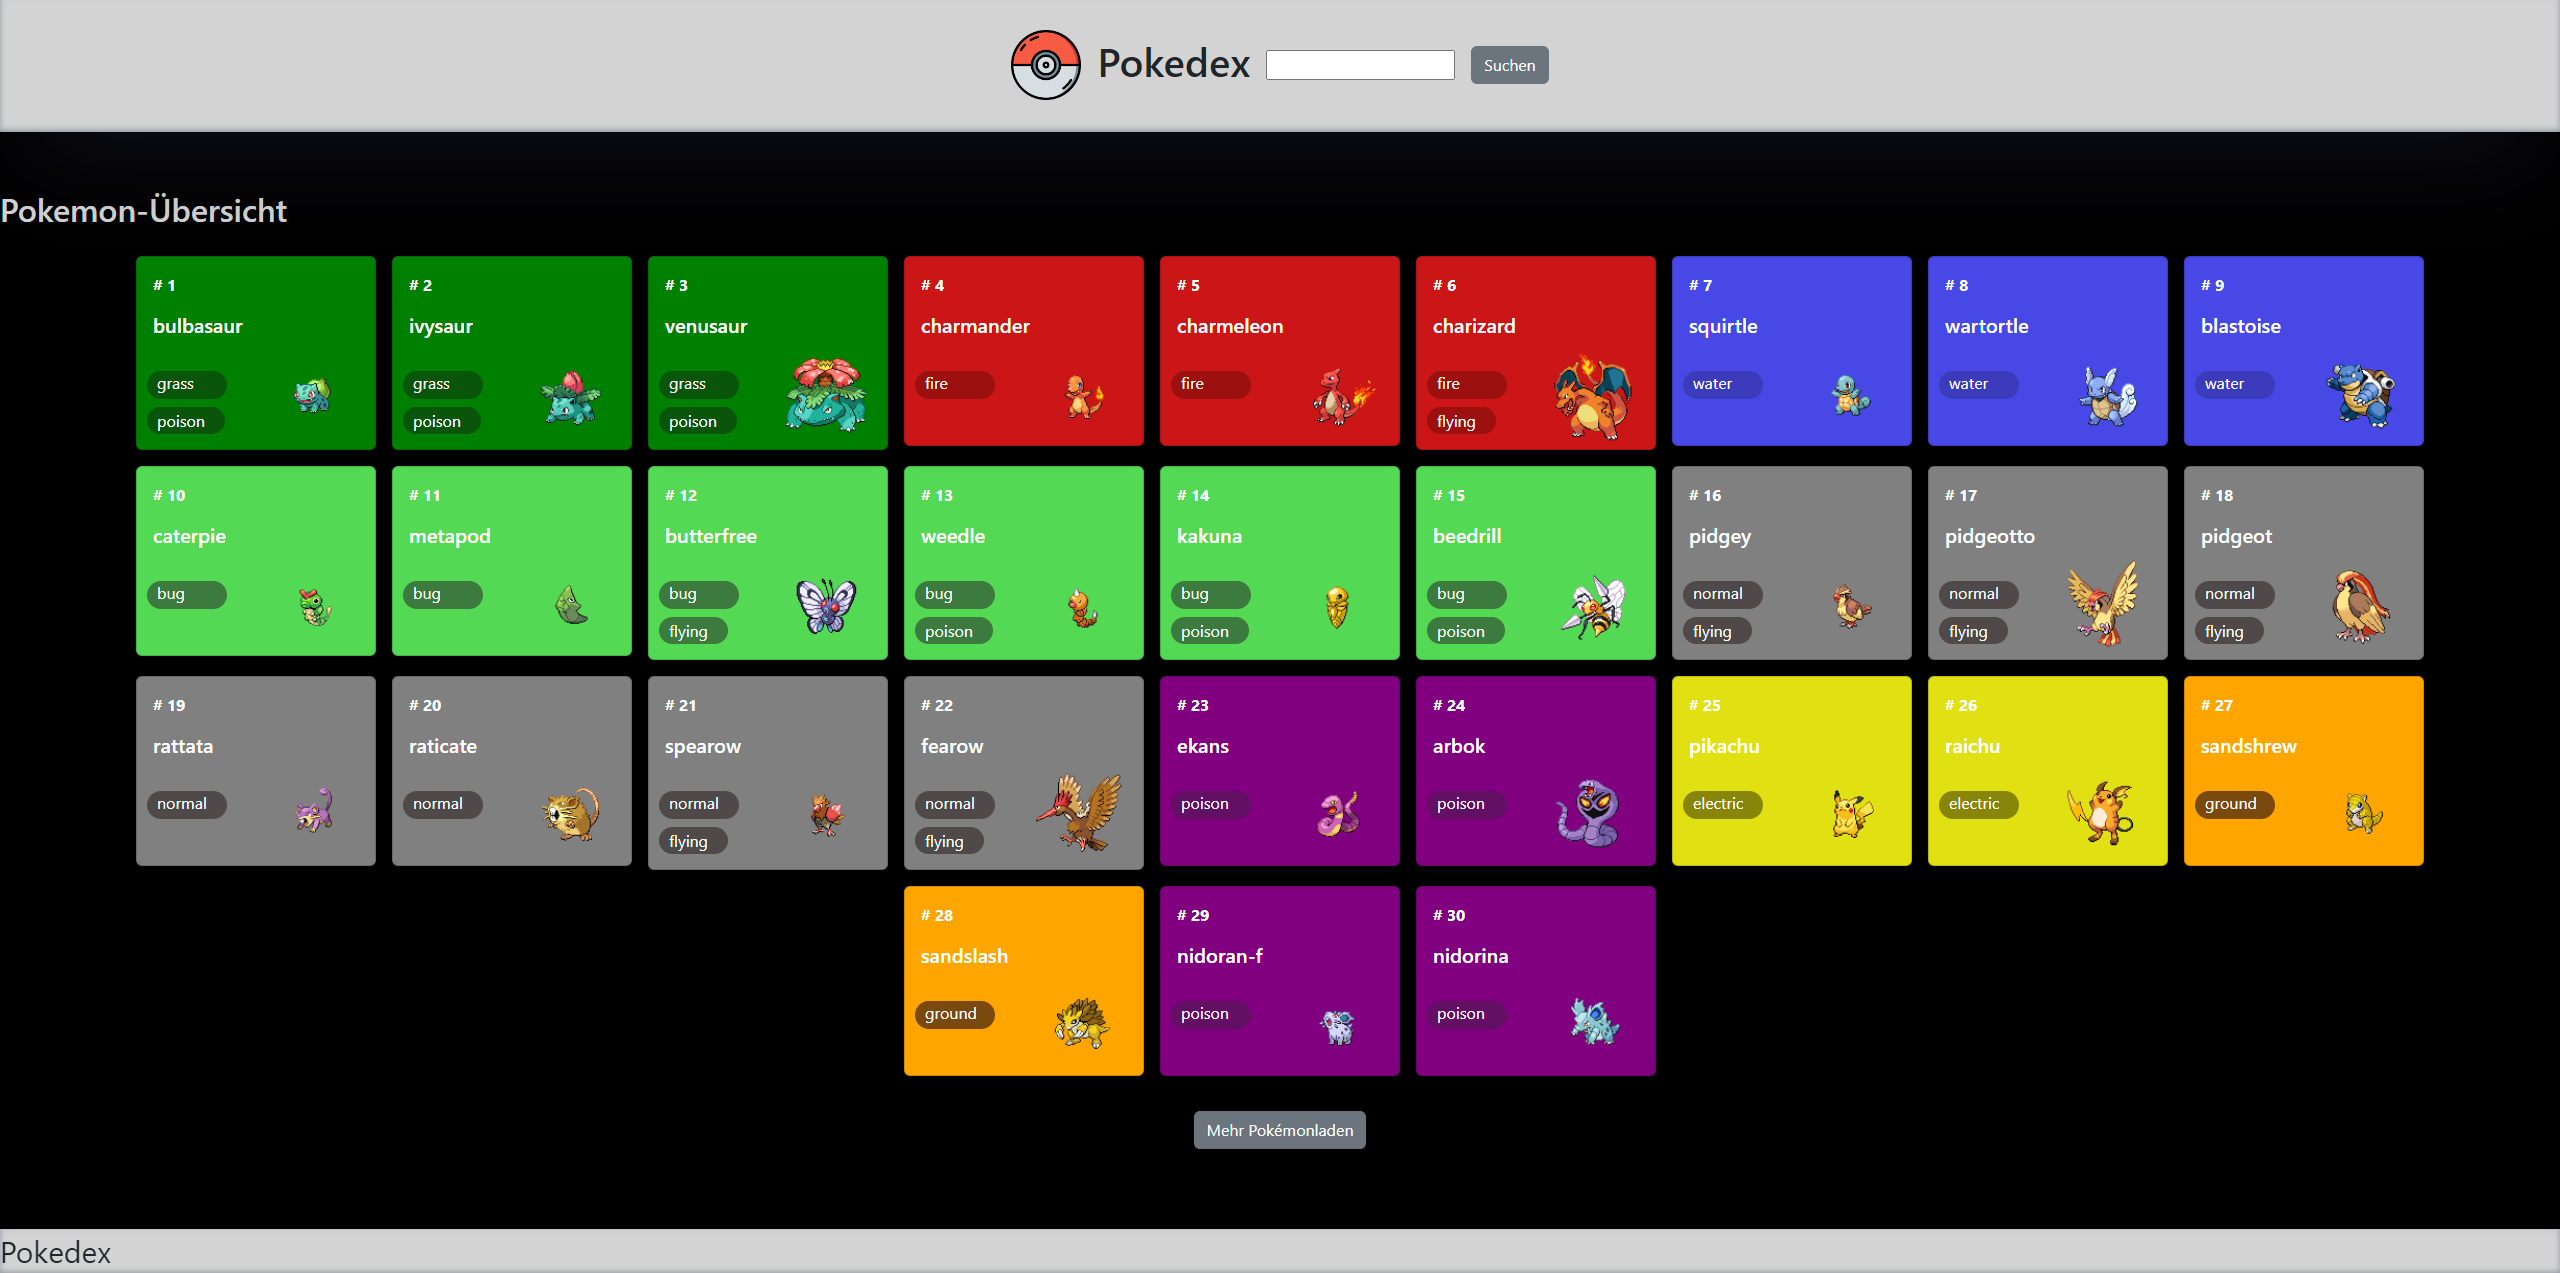 Pokedex Suchen
Pokemon-Übersicht
# 1
bulbasaur
grass
poison
# 2
ivysaur
grass
poison
# 3
venusaur
grass
poison
# 4
charmander
fire
# 5
charmeleon
fire
# 6
charizard
fire
flying
# 7
squirtle
water
# 8
wartortle
water
# 9
blastoise
water
# 10
caterpie
bug
# 11
metapod
bug
# 12
butterfree
bug
flying
# 13
weedle
bug
poison
# 14
kakuna
bug
poison
# 15
beedrill
bug
poison
# 16
pidgey
normal
flying
# 17
pidgeotto
normal
flying
# 18
pidgeot
normal
flying
# 19
rattata
normal
# 20
raticate
normal
# 21
spearow
normal
flying
# 22
fearow
normal
flying
# 23
ekans
poison
# 24
arbok
poison
# 25
pikachu
electric
# 26
raichu
electric
# 27
sandshrew
ground
# 28
sandslash
ground
# 29
nidoran-f
poison
# 30
nidorina
poison
Mehr Pokémonladen
Pokedex